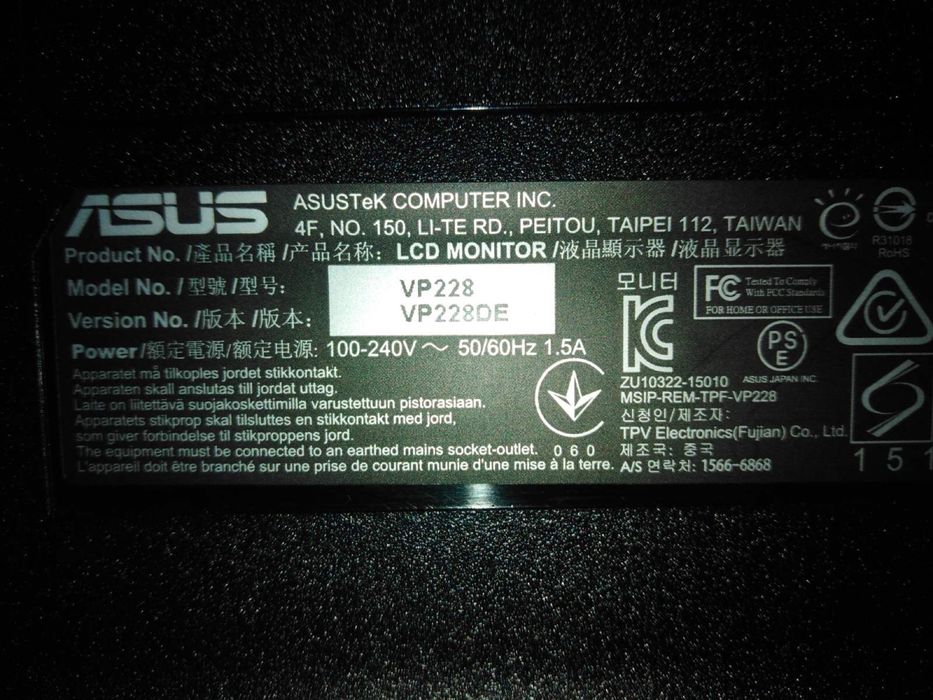 ASUS
ASUSTeK COMPUTER INC.
4F, NO. 150, LI-TE RD., PEITOU, TAIPEI 112, TAIWAN
Product No. /產品名稱 /产品名称: LCD MONITOR /液晶顯示器 /液晶显示器
Model No. / 型號 /型号: VP228
Version No. /版本 /版本: VP228DE
Power/額定電源/额定电源: 100-240V ～ 50/60Hz 1.5A
Apparatet må tilkoples jordet stikkontakt.
Apparaten skall anslutas till jordat uttag.
Laite on liitettävä suojakoskettimilla varustettuun pistorasiaan.
Apparatets stikprop skal tilsluttes en stikkontakt med jord,
som giver forbindelse til stikproppens jord.
The equipment must be connected to an earthed mains socket-outlet.
L'appareil doit être branché sur une prise de courant munie d'une mise à la terre.
060
모니터
KC
ZU10322-15010
MSIP-REM-TPF-VP228
신청인/제조자:
TPV Electronics(Fujian) Co., Ltd.
제조국: 중국
A/S 연락처: 1566-6868
FC Tested To Comply
With FCC Standards
FOR HOME OR OFFICE USE
PS
E
ASUS JAPAN INC.
R31018
RoHS
1 5 1